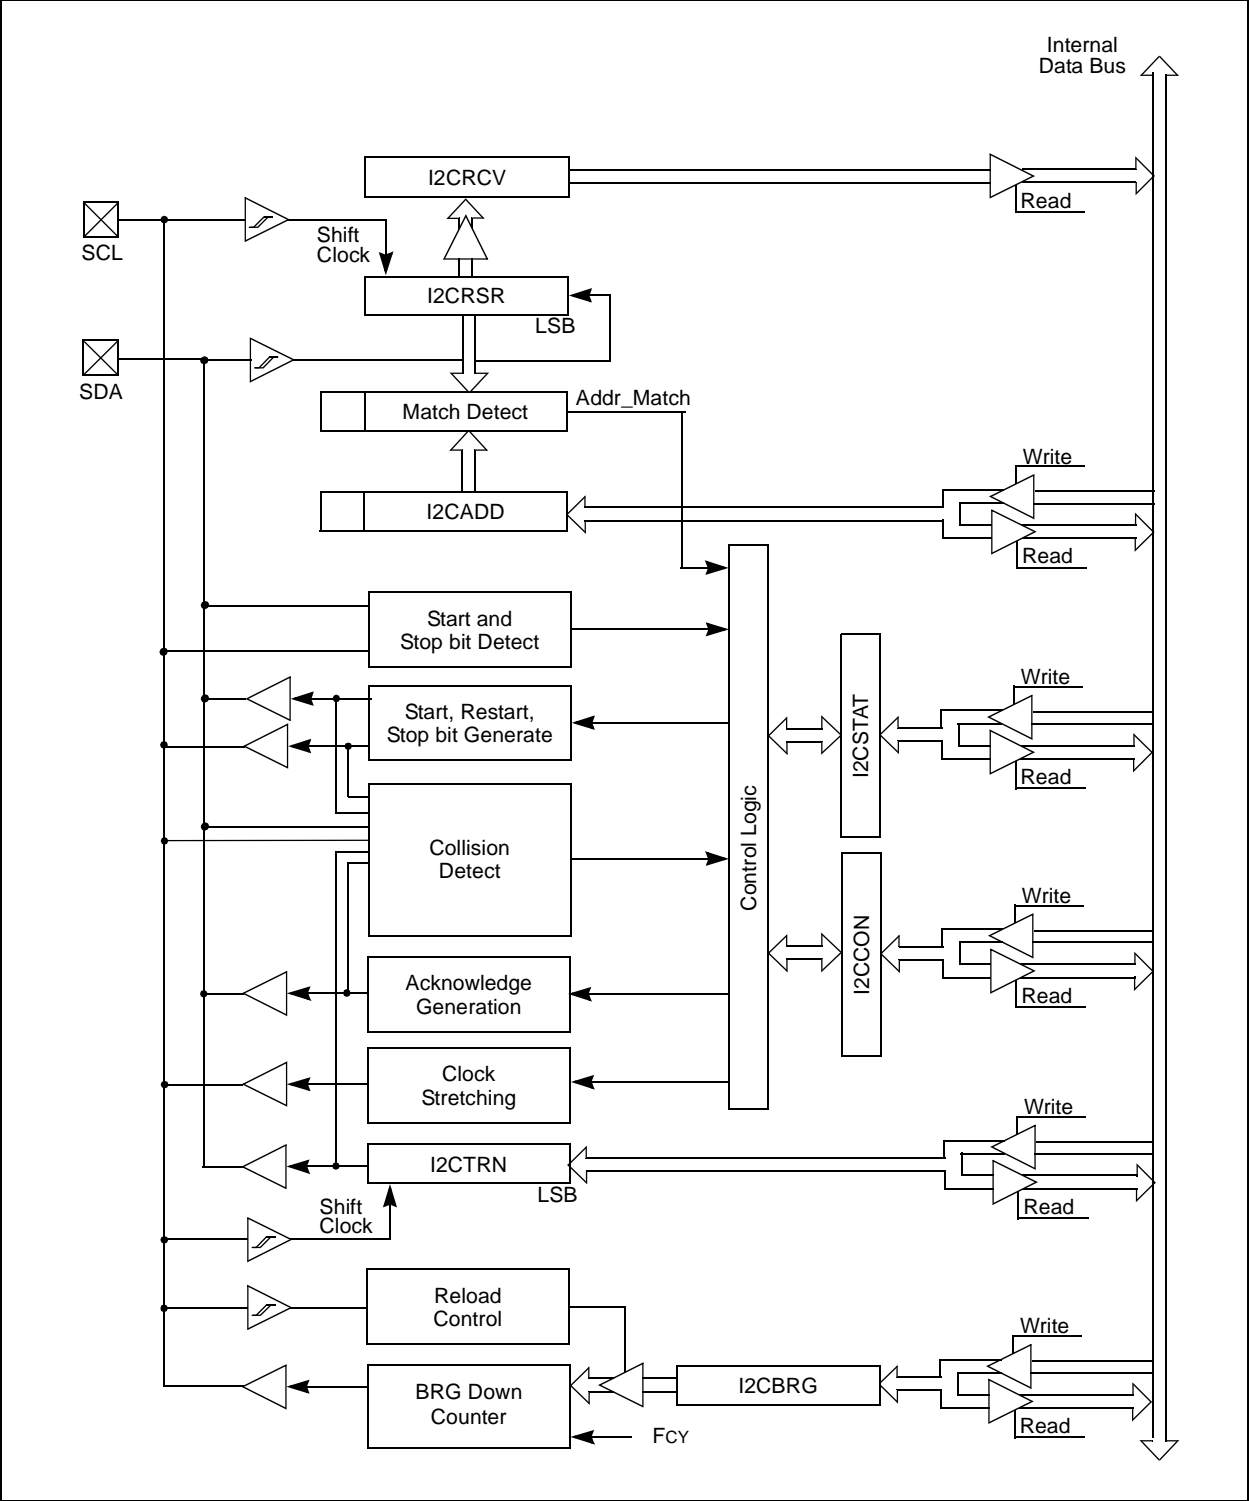 Internal
Data Bus
I2CRCV
Read
SCL
Shift
Clock
I2CRSR
LSB
SDA
Match Detect
Addr_Match
Write
I2CADD
Read
Start and
Stop bit Detect
Write
Start, Restart,
Stop bit Generate
I2CSTAT
Read
Collision
Detect
Control Logic
Write
I2CCON
Acknowledge
Generation
Read
Clock
Stretching
Write
I2CTRN
LSB
Shift
Clock
Read
Reload
Control
Write
BRG Down
Counter
I2CBRG
Read
FCY